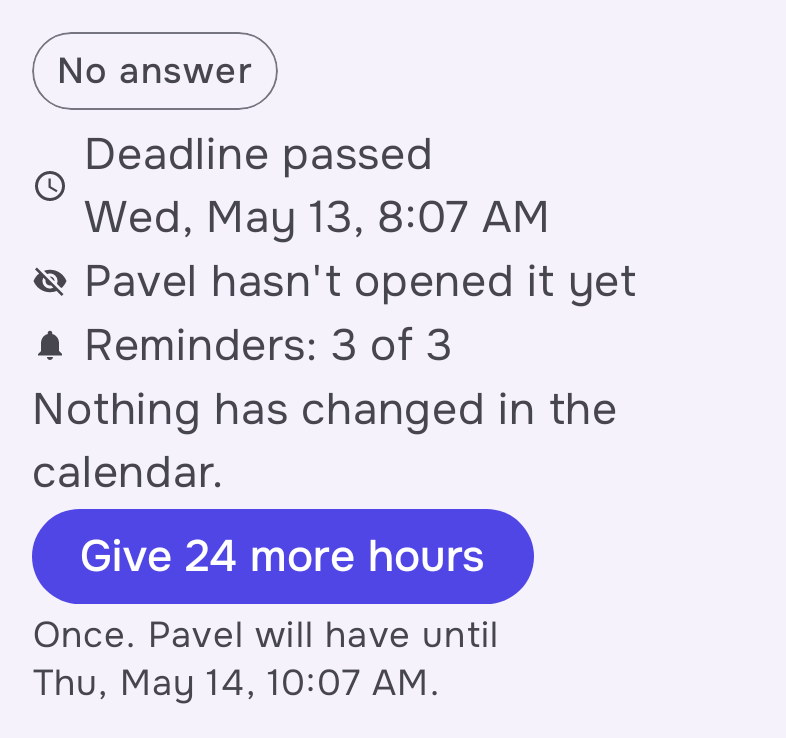 No answer
Deadline passed
Wed, May 13, 8:07 AM
Pavel hasn't opened it yet
Reminders: 3 of 3
Nothing has changed in the
calendar.
Give 24 more hours
Once. Pavel will have until
Thu, May 14, 10:07 AM.